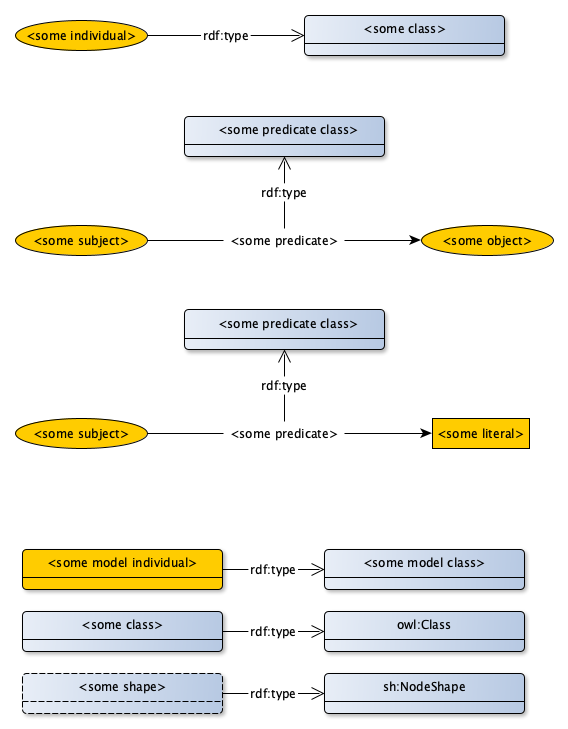 <some individual> rdf:type <some class>
<some predicate class>
rdf:type
<some subject> <some predicate> <some object>
<some predicate class>
rdf:type
<some subject> <some predicate> <some literal>
<some model individual> rdf:type <some model class>
<some class> rdf:type owl:Class
<some shape> rdf:type sh:NodeShape